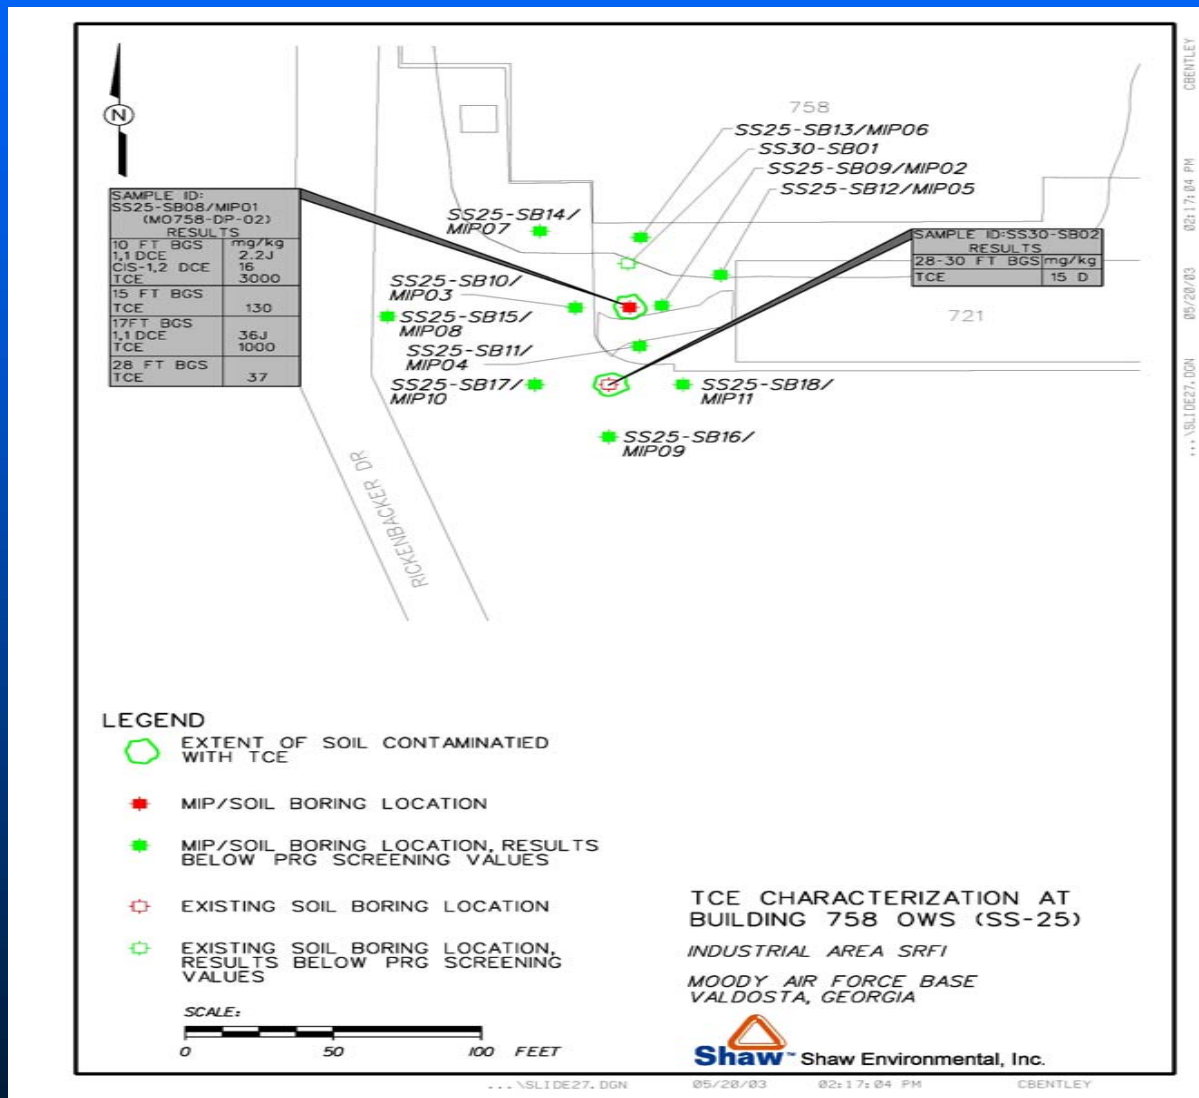 N
758
SS25-SB13/MIP06
SS30-SB01
SS25-SB09/MIP02
SS25-SB12/MIP05
SS25-SB14/
MIP07
SS25-SB10/
MIP03
SS25-SB15/
MIP08
SS25-SB11/
MIP04
SS25-SB17/
MIP10
SS25-SB18/
MIP11
SS25-SB16/
MIP09
721
RICKENBACKER DR
SAMPLE ID:
SS25-SB08/MIP01
(MO758-DP-02)
RESULTS
10 FT BGS mg/kg
1,1 DCE 2.2J
CIS-1,2 DCE 16
TCE 3000
15 FT BGS
TCE 130
17FT BGS
1,1 DCE 36J
TCE 1000
28 FT BGS
TCE 37
SAMPLE ID:SS30-SB02
RESULTS
28-30 FT BGS mg/kg
TCE 15 D
LEGEND
EXTENT OF SOIL CONTAMINATIED
WITH TCE
MIP/SOIL BORING LOCATION
MIP/SOIL BORING LOCATION, RESULTS
BELOW PRG SCREENING VALUES
EXISTING SOIL BORING LOCATION
EXISTING SOIL BORING LOCATION,
RESULTS BELOW PRG SCREENING
VALUES
SCALE:
0 50 100 FEET
TCE CHARACTERIZATION AT
BUILDING 758 OWS (SS-25)
INDUSTRIAL AREA SRFI
MOODY AIR FORCE BASE
VALDOSTA, GEORGIA
Shaw™ Shaw Environmental, Inc.
...\SLIDE27.DGN 05/20/03 02:17:04 PM CBENTLEY
...\SLIDE27.DGN 05/20/03 02:17:04 PM CBENTLEY